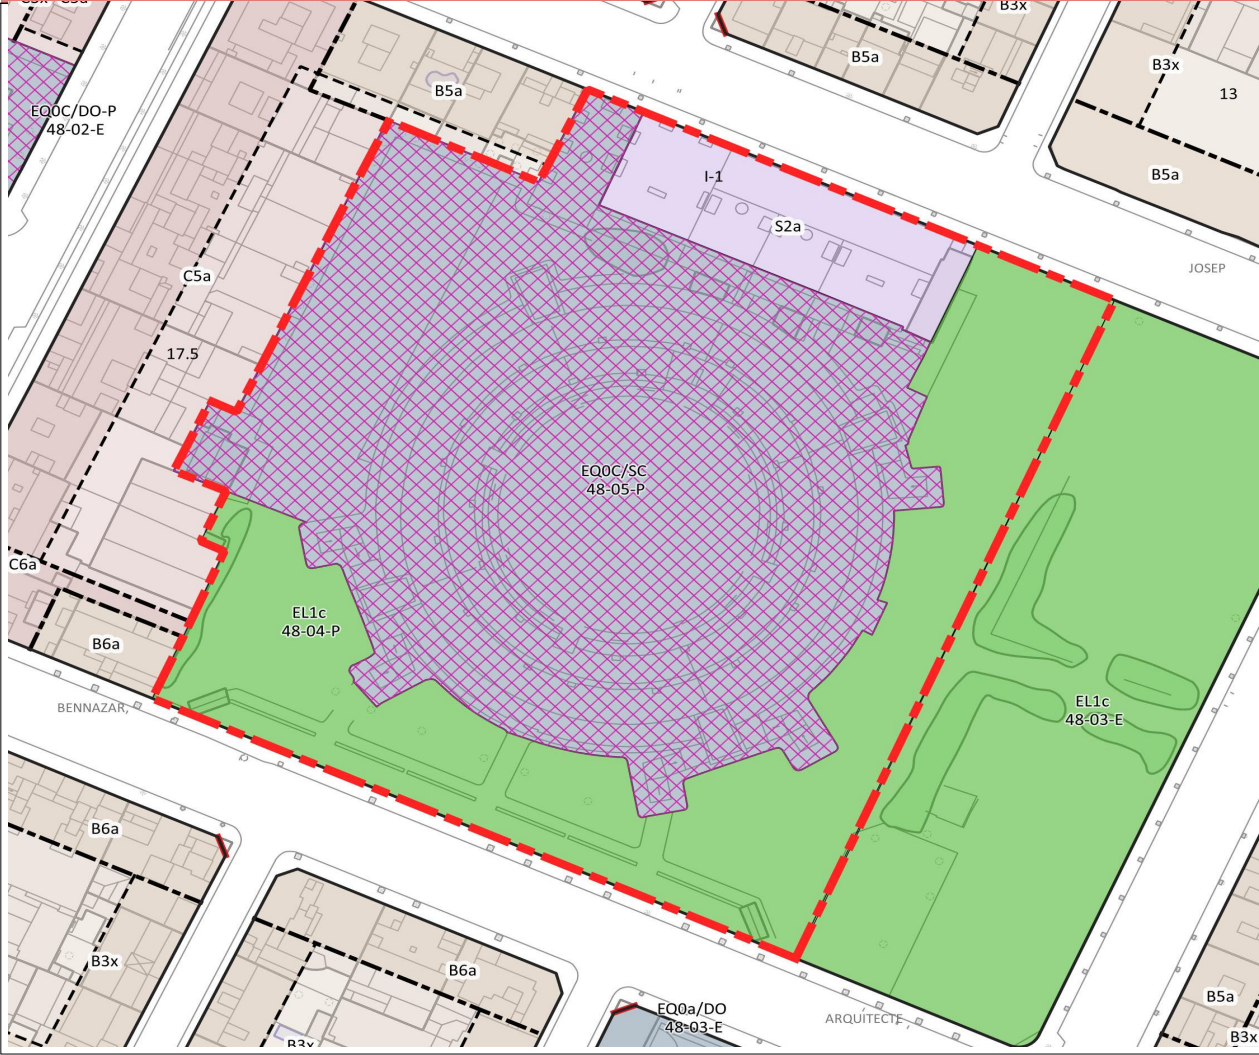 C3x
C5a
B3x
B5a
B3x
B5a
13
EQ0C/DO-P
48-02-E
I-1
B5a
S2a
C5a
JOSEP
17.5
EQ0C/SC
48-05-P
C6a
EL1c
48-04-P
B6a
EL1c
48-03-E
BENNAZAR,
B6a
B3x
B6a
B5a
EQ0a/DO
48-03-E
ARQUITECTE
B3x
B3x